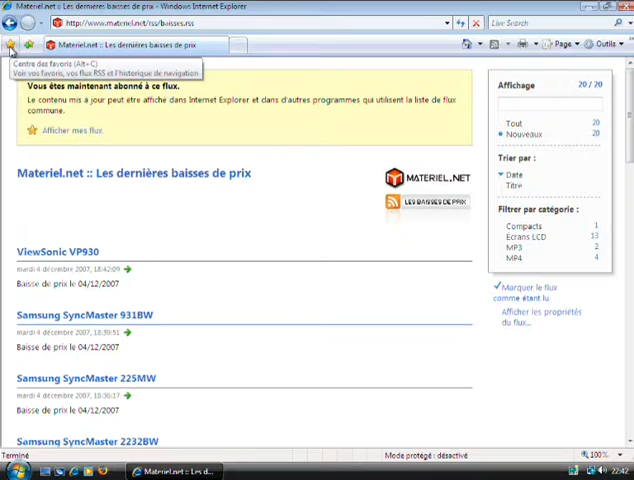 Materiel.net :: Les dernières baisses de prix - Windows Internet Explorer
http://www.materiel.net/rss/baisses.rss
Live Search
Materiel.net :: Les dernières baisses de prix
Page
Outils
Centre des favoris (Alt+C)
Voir vos favoris, vos flux RSS et l'historique de navigation
Vous êtes maintenant abonné à ce flux.
Le contenu mis à jour peut être affiché dans Internet Explorer et dans d'autres programmes qui utilisent la liste de flux
commune.
Afficher mes flux
Materiel.net :: Les dernières baisses de prix
MATERIEL.NET
LES BAISSES DE PRIX
ViewSonic VP930
mardi 4 décembre 2007, 18:42:09
Baisse de prix le 04/12/2007
Samsung SyncMaster 931BW
mardi 4 décembre 2007, 18:39:51
Baisse de prix le 04/12/2007
Samsung SyncMaster 225MW
mardi 4 décembre 2007, 18:36:17
Baisse de prix le 04/12/2007
Samsung SyncMaster 2232BW
Affichage 20 / 20
Tout 20
Nouveaux 20
Trier par :
Date
Titre
Filtrer par catégorie :
Compacts 1
Ecrans LCD 13
MP3 2
MP4 4
Marquer le flux
comme étant lu
Afficher les propriétés
du flux...
Terminé
Mode protégé : désactivé
100%
Materiel.net :: Les d...
22:42